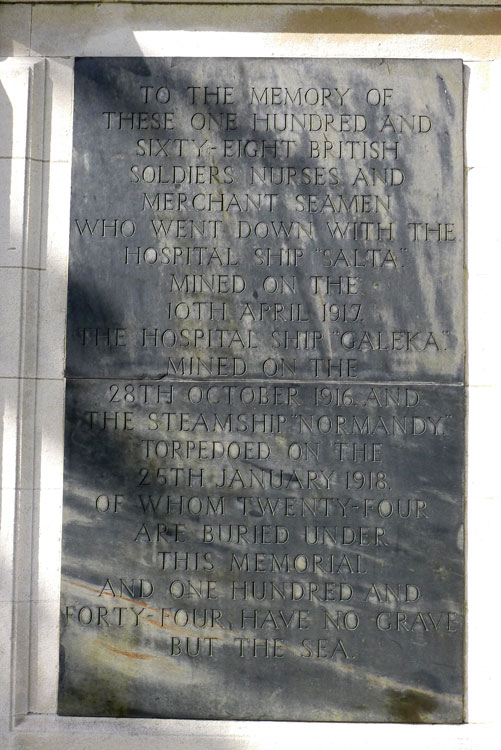 TO THE MEMORY OF
THESE ONE HUNDRED AND
SIXTY-EIGHT BRITISH
SOLDIERS NURSES AND
MERCHANT SEAMEN
WHO WENT DOWN WITH THE
HOSPITAL SHIP "SALTA".
MINED ON THE
10TH APRIL 1917,
THE HOSPITAL SHIP "GALEKA".
MINED ON THE
28TH OCTOBER 1916, AND
THE STEAMSHIP "NORMANDY."
TORPEDOED ON THE
25TH JANUARY 1918
OF WHOM TWENTY-FOUR
ARE BURIED UNDER
THIS MEMORIAL
AND ONE HUNDRED AND
FORTY-FOUR, HAVE NO GRAVE
BUT THE SEA.